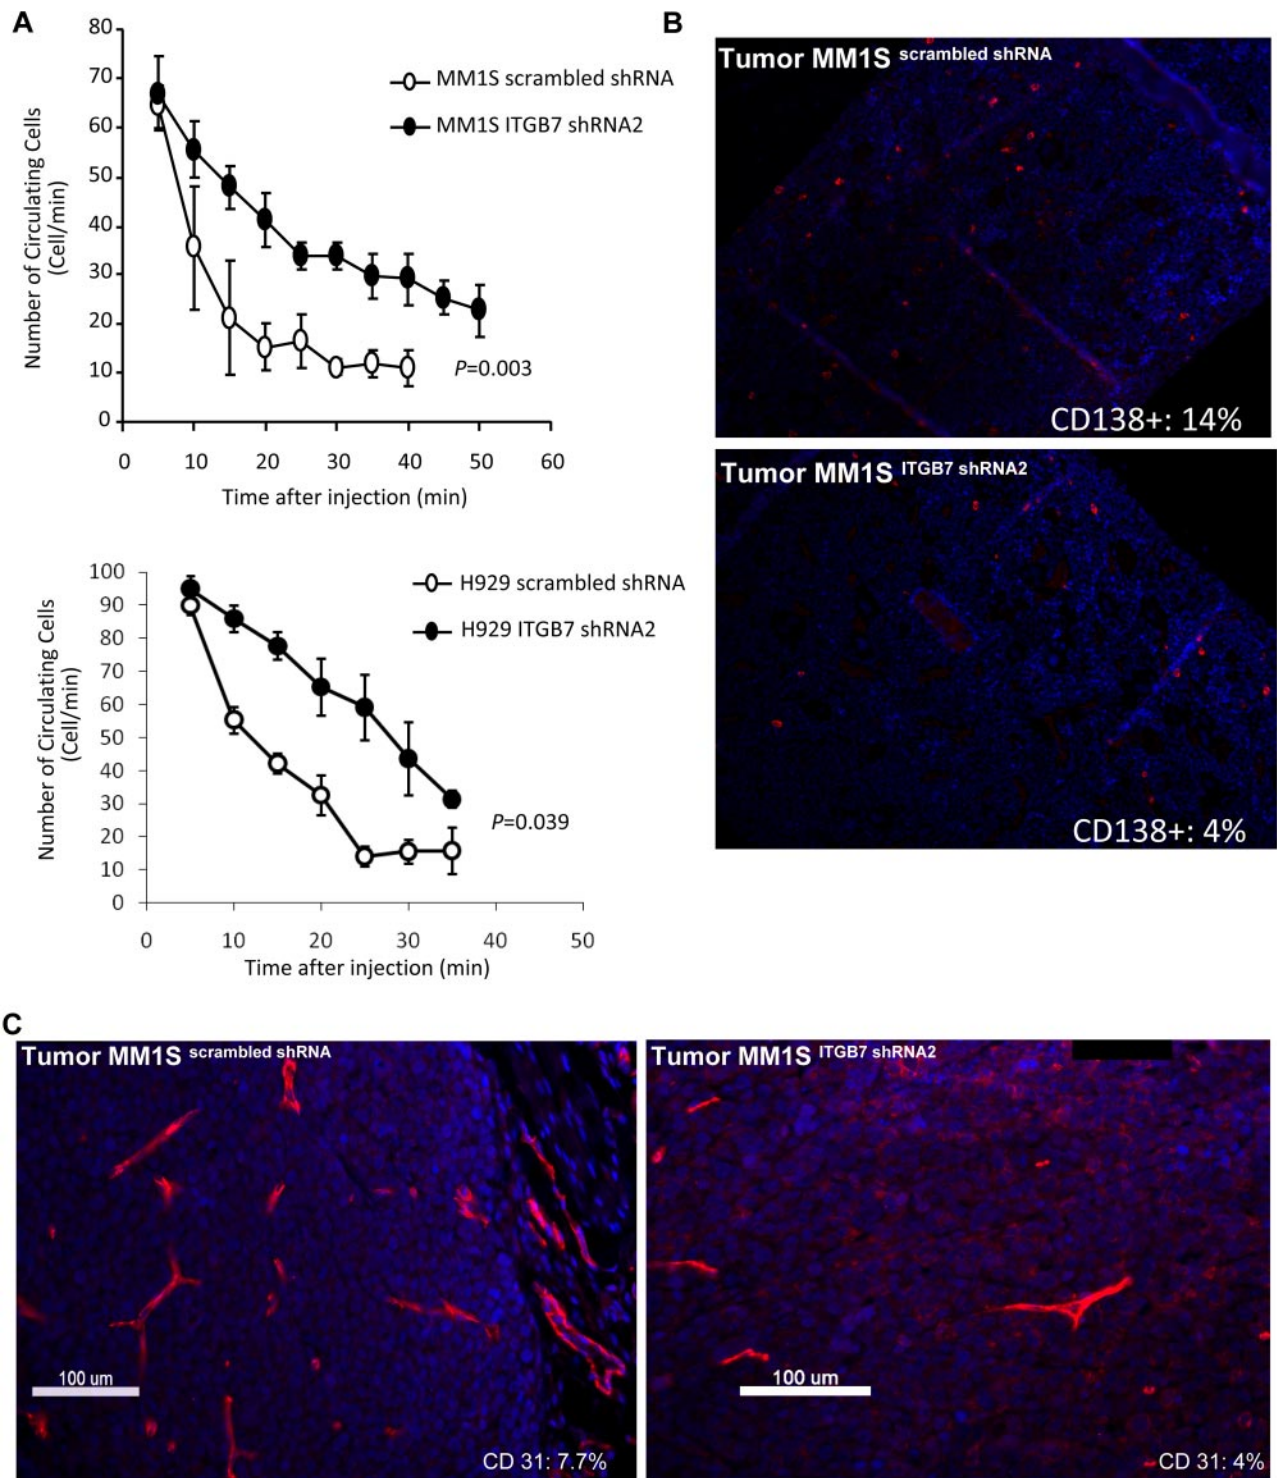 A
80
70
60
50
40
30
20
10
0
0 10 20 30 40 50 60
Number of Circulating Cells
(Cell/min)
Time after injection (min)
MM1S scrambled shRNA
MM1S ITGB7 shRNA2
P=0.003
100
90
80
70
60
50
40
30
20
10
0
0 10 20 30 40 50
Number of Circulating Cells
(Cell/min)
Time after injection (min)
H929 scrambled shRNA
H929 ITGB7 shRNA2
P=0.039
B
Tumor MM1S scrambled shRNA
CD138+: 14%
Tumor MM1S ITGB7 shRNA2
CD138+: 4%
C
Tumor MM1S scrambled shRNA
100 um
CD 31: 7.7%
Tumor MM1S ITGB7 shRNA2
100 um
CD 31: 4%